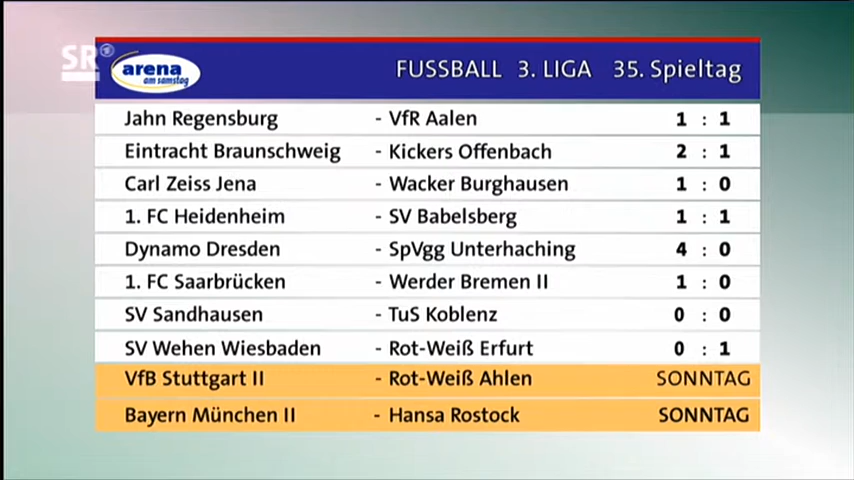 SR
arena
am samstag
FUSSBALL 3. LIGA 35. Spieltag
Jahn Regensburg - VfR Aalen 1 : 1
Eintracht Braunschweig - Kickers Offenbach 2 : 1
Carl Zeiss Jena - Wacker Burghausen 1 : 0
1. FC Heidenheim - SV Babelsberg 1 : 1
Dynamo Dresden - SpVgg Unterhaching 4 : 0
1. FC Saarbrücken - Werder Bremen II 1 : 0
SV Sandhausen - TuS Koblenz 0 : 0
SV Wehen Wiesbaden - Rot-Weiß Erfurt 0 : 1
VfB Stuttgart II - Rot-Weiß Ahlen SONNTAG
Bayern München II - Hansa Rostock SONNTAG